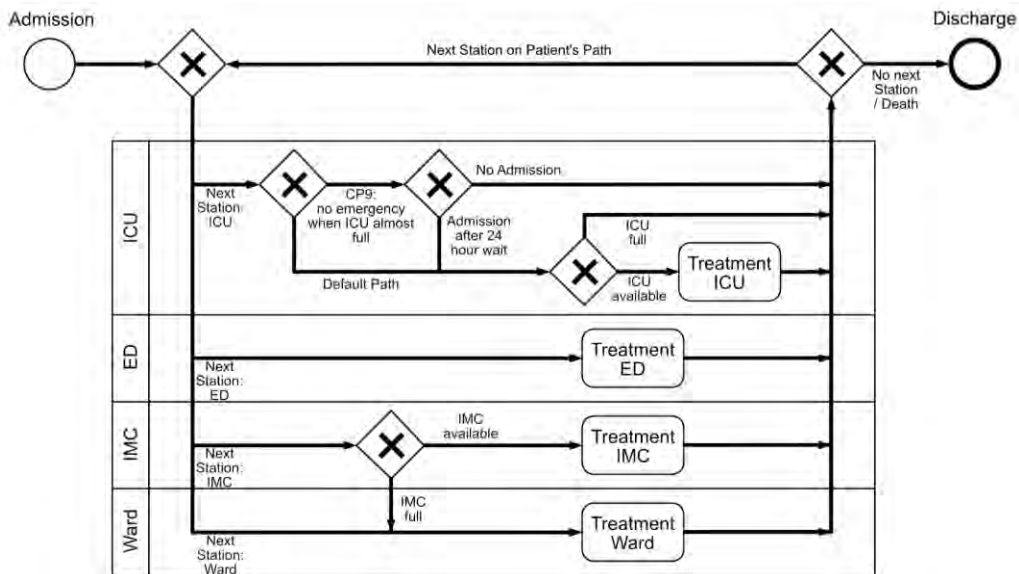 Admission
Discharge
Next Station on Patient's Path
No next
Station
/ Death
ICU
Next
Station:
ICU
CP9:
no emergency
when ICU almost
full
No Admission
Admission
after 24
hour wait
Default Path
ICU
full
ICU
available
Treatment
ICU
ED
Next
Station:
ED
Treatment
ED
IMC
Next
Station:
IMC
IMC
available
Treatment
IMC
IMC
full
Ward
Next
Station:
Ward
Treatment
Ward